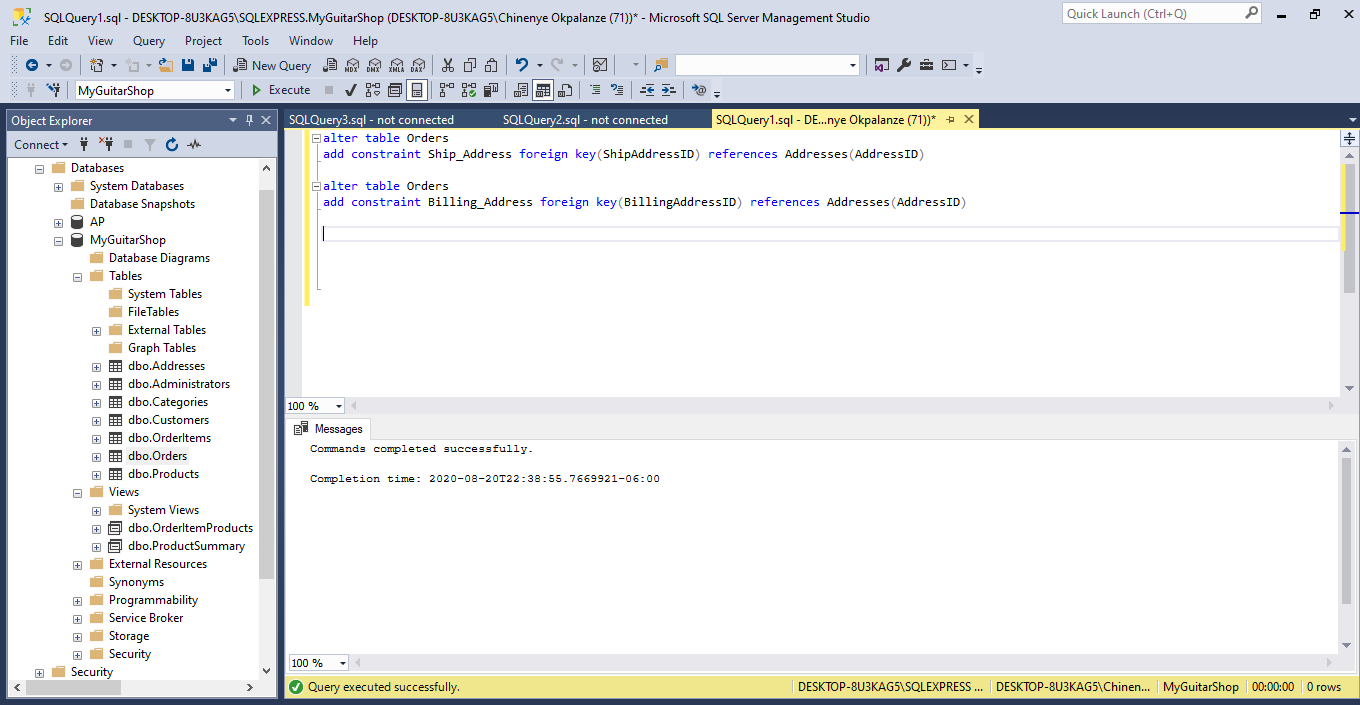 SQLQuery1.sql - DESKTOP-8U3KAG5\SQLEXPRESS.MyGuitarShop (DESKTOP-8U3KAG5\Chinenye Okpalanze (71))* - Microsoft SQL Server Management Studio
Quick Launch (Ctrl+Q)
File Edit View Query Project Tools Window Help
New Query MDX DMX XMLA DAX
MyGuitarShop Execute
Object Explorer
Connect
Databases
System Databases
Database Snapshots
AP
MyGuitarShop
Database Diagrams
Tables
System Tables
FileTables
External Tables
Graph Tables
dbo.Addresses
dbo.Administrators
dbo.Categories
dbo.Customers
dbo.OrderItems
dbo.Orders
dbo.Products
Views
System Views
dbo.OrderItemProducts
dbo.ProductSummary
External Resources
Synonyms
Programmability
Service Broker
Storage
Security
Security
SQLQuery3.sql - not connected SQLQuery2.sql - not connected SQLQuery1.sql - DE...nye Okpalanze (71))*
alter table Orders
add constraint Ship_Address foreign key(ShipAddressID) references Addresses(AddressID)
alter table Orders
add constraint Billing_Address foreign key(BillingAddressID) references Addresses(AddressID)
100 %
Messages
Commands completed successfully.
Completion time: 2020-08-20T22:38:55.7669921-06:00
100 %
Query executed successfully. DESKTOP-8U3KAG5\SQLEXPRESS ... DESKTOP-8U3KAG5\Chinen... MyGuitarShop 00:00:00 0 rows